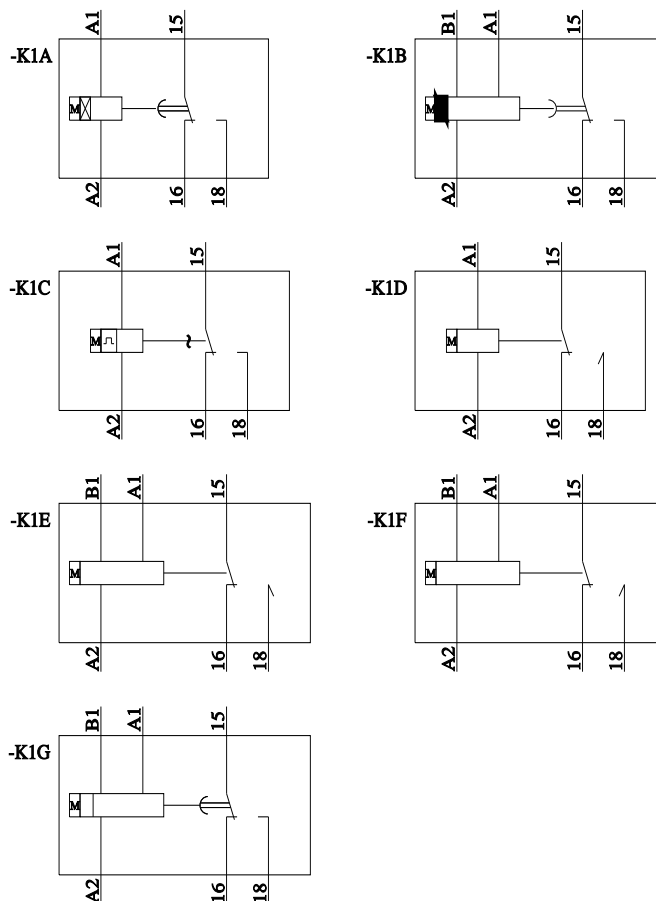 A1 15 B1 A1 15
-K1A -K1B
M M
A2 16 18 A2 16 18
A1 15 A1 15
-K1C -K1D
M M
A2 16 18 A2 16 18
B1 A1 15 B1 A1 15
-K1E -K1F
M M
A2 16 18 A2 16 18
B1 A1 15
-K1G
M
A2 16 18